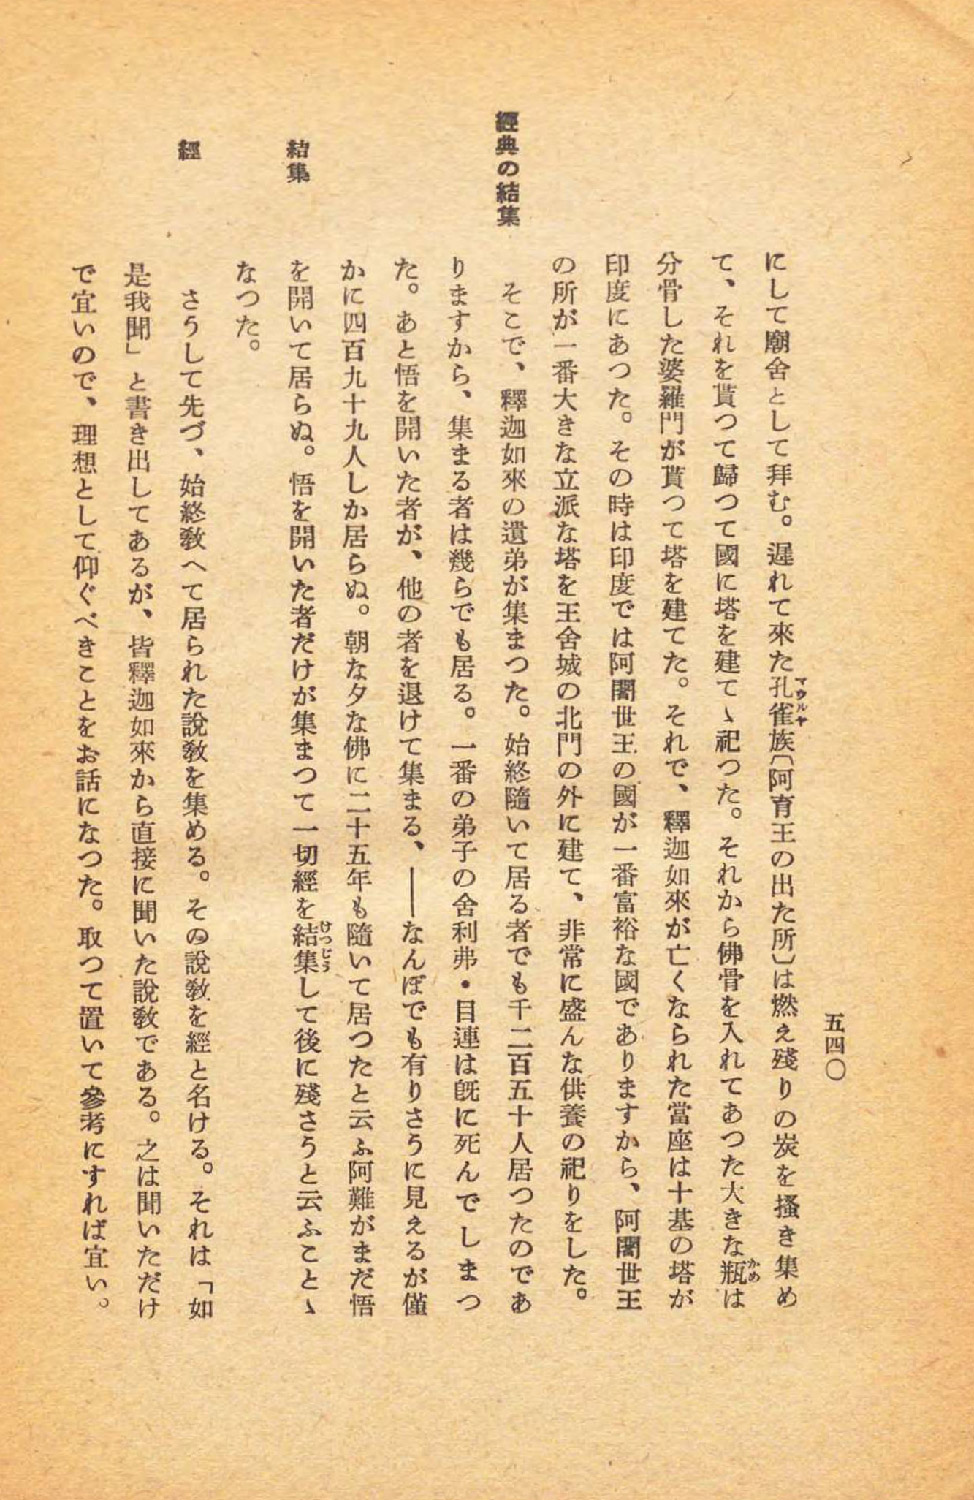 五四〇
にして廟舎として拜む。遲れて來た孔雀族〔阿育王の出た所〕は燃え殘りの炭を搔き集め
マウルヤ
て、それを貰つて歸つて國に塔を建てゝ祀つた。それから佛骨を入れてあつた大きな瓶は
かめ
分骨した婆羅門が貰つて塔を建てた。それで、釋迦如來が亡くなられた當座は十基の塔が
印度にあつた。その時は印度では阿闍世王の國が一番富裕な國でありますから、阿闍世王
の所が一番大きな立派な塔を王舍城の北門の外に建て、非常に盛んな供養の祀りをした。
經典の結集
そこで、釋迦如來の遺弟が集まつた。始終隨いて居る者でも千二百五十人居つたのであ
りますから、集まる者は幾らでも居る。一番の弟子の舍利弗・目連は旣に死んでしまつ
た。あと悟を開いた者が、他の者を退けて集まる、――なんぼでも有りさうに見えるが僅
かに四百九十九人しか居らぬ。朝な夕な佛に二十五年も隨いて居つたと云ふ阿難がまだ悟
結集
を開いて居らぬ。悟を開いた者だけが集まつて一切經を結集して後に殘さうと云ふことゝ
けつじう
なつた。
經
さうして先づ、始終敎へて居られた說敎を集める。その說敎を經と名ける。それは「如
是我聞」と書き出してあるが、皆釋迦如來から直接に聞いた說敎である。之は聞いただけ
で宜いので、理想として仰ぐべきことをお話になつた。取つて置いて參考にすれば宜い。